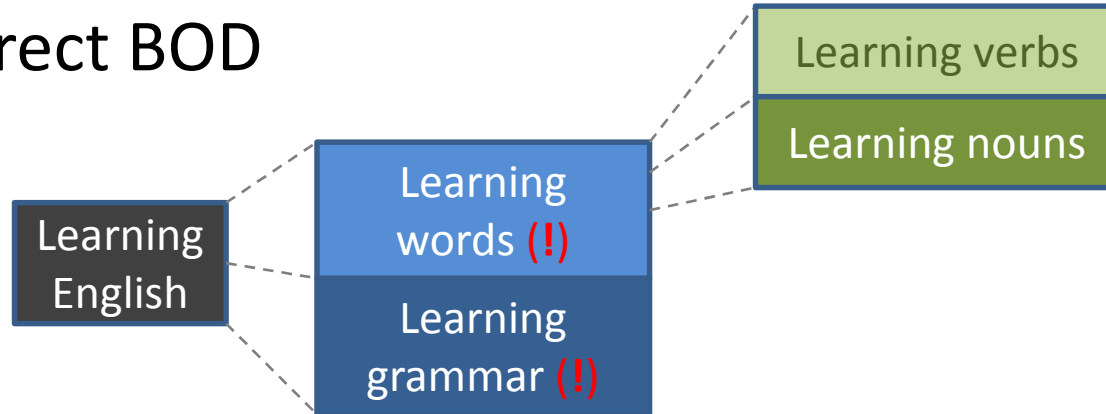 rect BOD
Learning verbs
Learning nouns
Learning
words (!)
Learning
English
Learning
grammar (!)